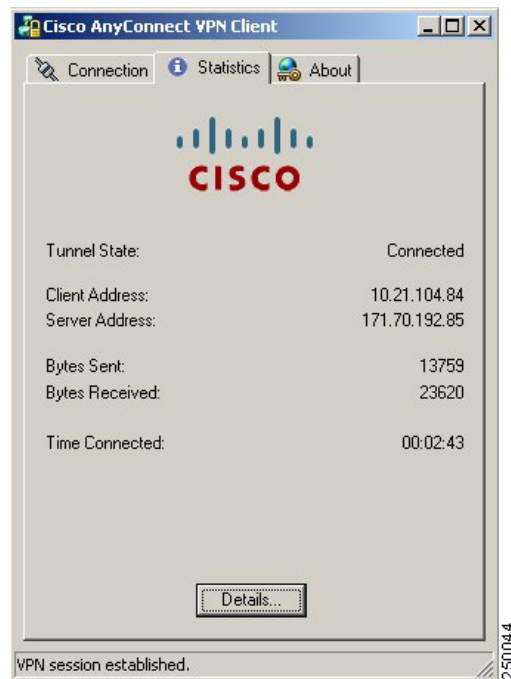 Cisco AnyConnect VPN Client
Connection Statistics About
CISCO
Tunnel State: Connected
Client Address: 10.21.104.84
Server Address: 171.70.192.85
Bytes Sent: 13759
Bytes Received: 23620
Time Connected: 00:02:43
Details...
VPN session established.
250044